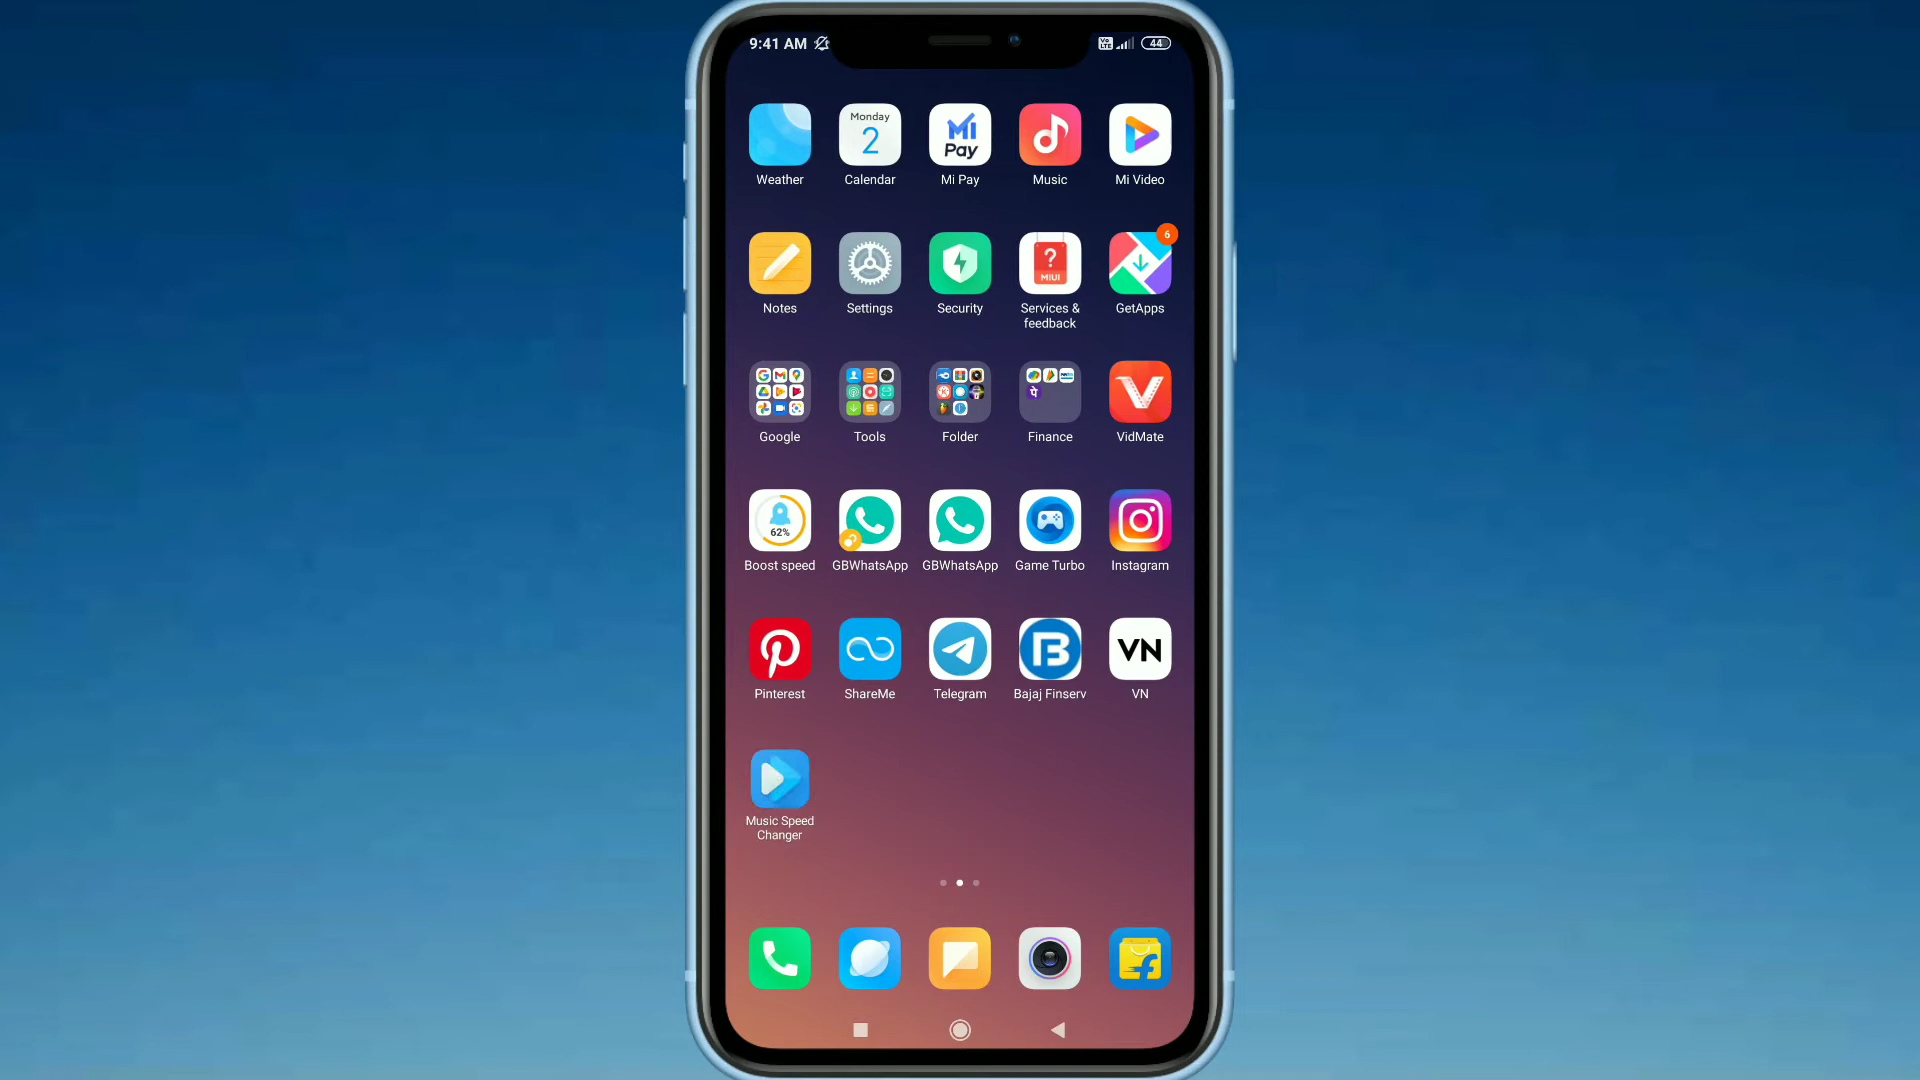 9:41 AM
Vo
LTE
44
Monday
2
Mi
Pay
Weather
Calendar
Mi Pay
Music
Mi Video
6
?
MIUI
Notes
Settings
Security
Services &
feedback
GetApps
Google
Tools
Folder
Finance
VidMate
62%
Boost speed
GBWhatsApp
GBWhatsApp
Game Turbo
Instagram
VN
Pinterest
ShareMe
Telegram
Bajaj Finserv
VN
Music Speed
Changer